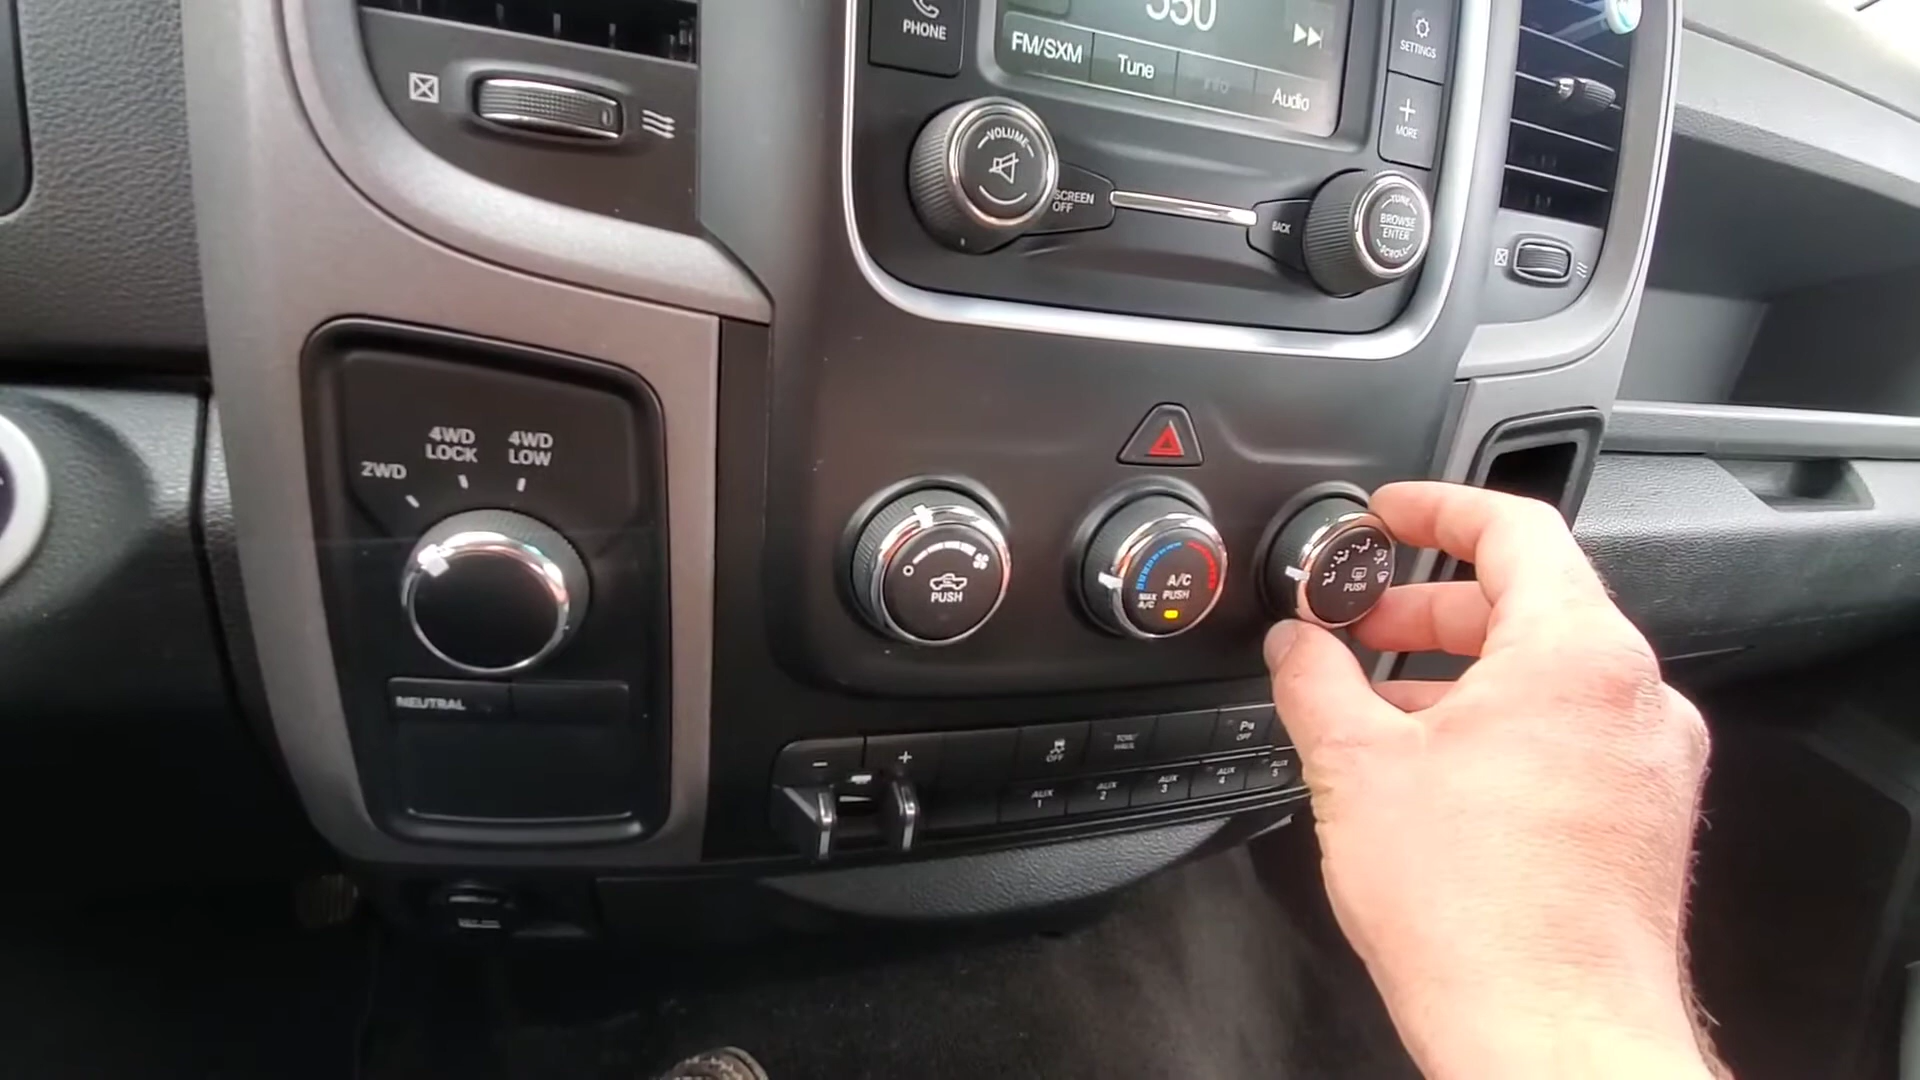 PHONE
550
FM/SXM
Tune
Info
Audio
SETTINGS
MORE
VOLUME
SCREEN
OFF
BACK
TUNE
BROWSE
ENTER
SCROLL
2WD
4WD
LOCK
4WD
LOW
NEUTRAL
PUSH
A/C
PUSH
MAX
A/C
PUSH
OFF
TOW/
HAUL
OFF
AUX
1
AUX
2
AUX
3
AUX
4
AUX
5